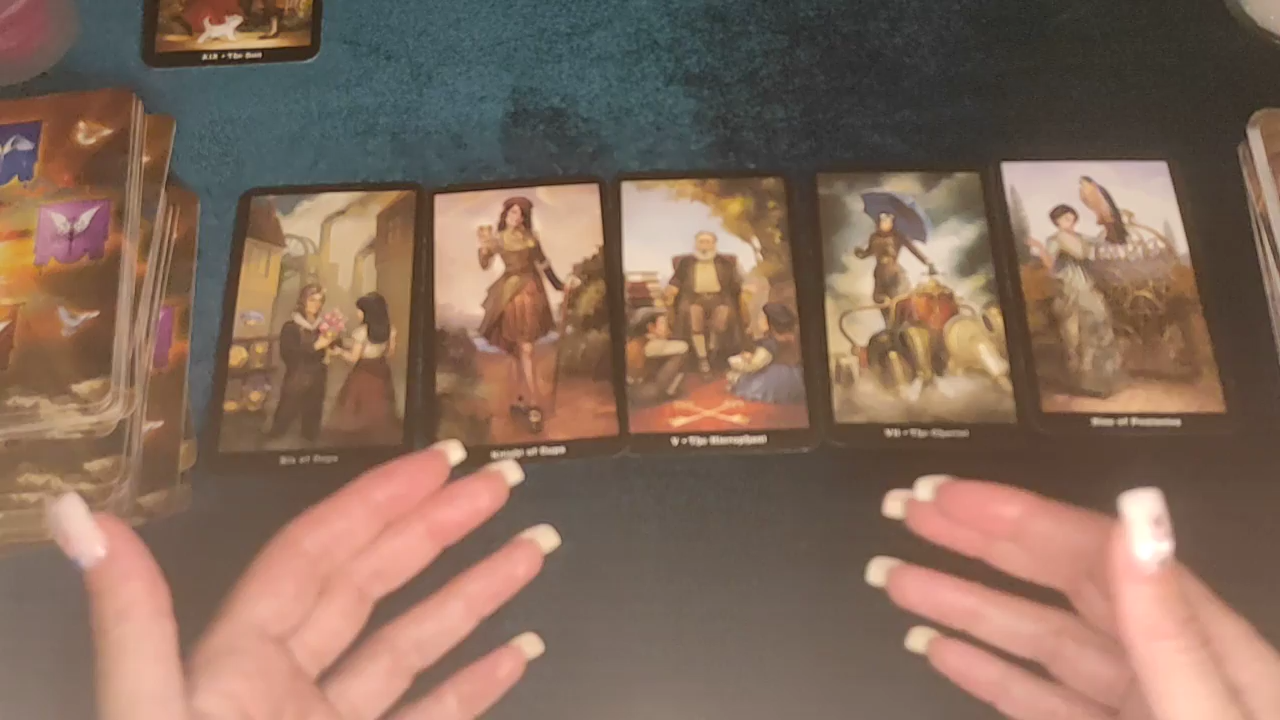 XIX • The Sun
Six of Cups
Knight of Cups
V • The Hierophant
VII • The Chariot
Nine of Pentacles